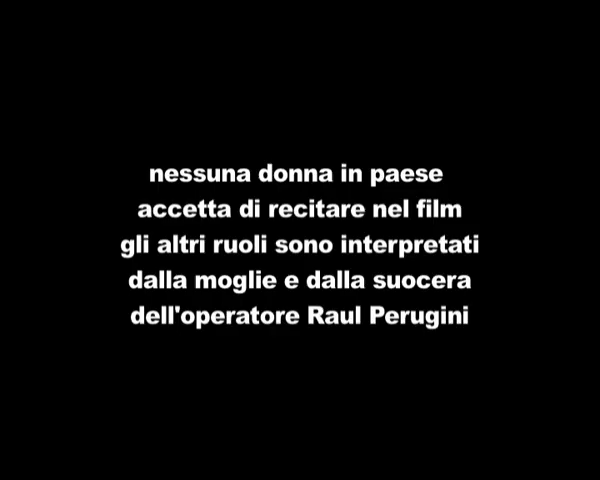 nessuna donna in paese
accetta di recitare nel film
gli altri ruoli sono interpretati
dalla moglie e dalla suocera
dell'operatore Raul Perugini